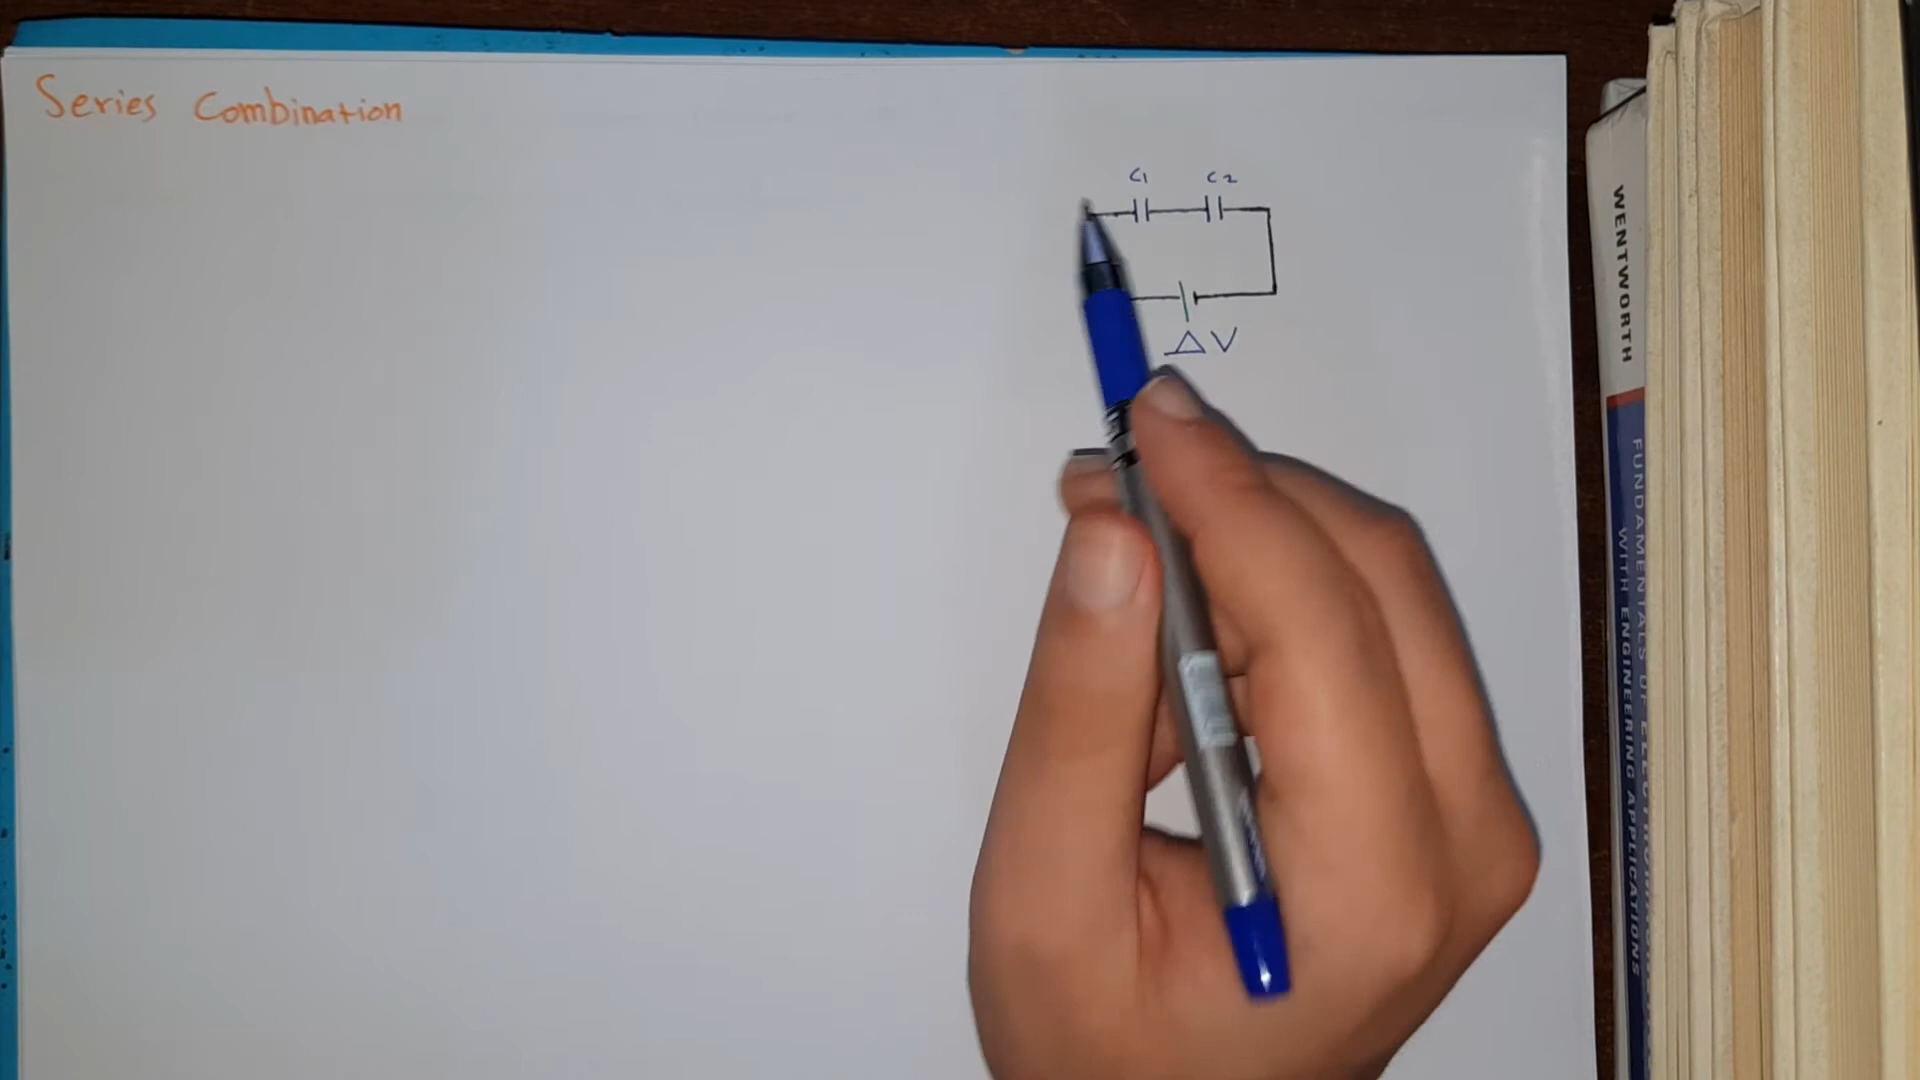 Series Combination
C1 C2
ΔV
WENTWORTH
FUNDAMENTALS OF ELECTROMAGNETICS
WITH ENGINEERING APPLICATIONS